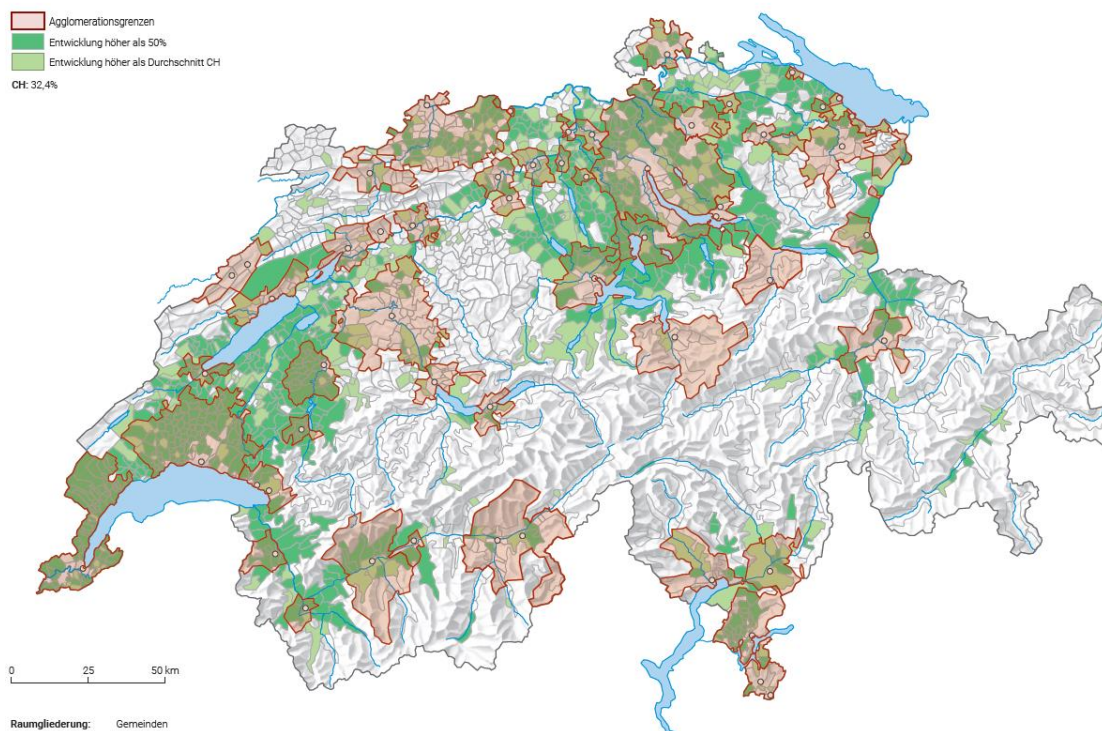 Agglomerationsgrenzen
Entwicklung höher als 50%
Entwicklung höher als Durchschnitt CH
CH: 32,4%
0 25 50 km
Raumgliederung: Gemeinden